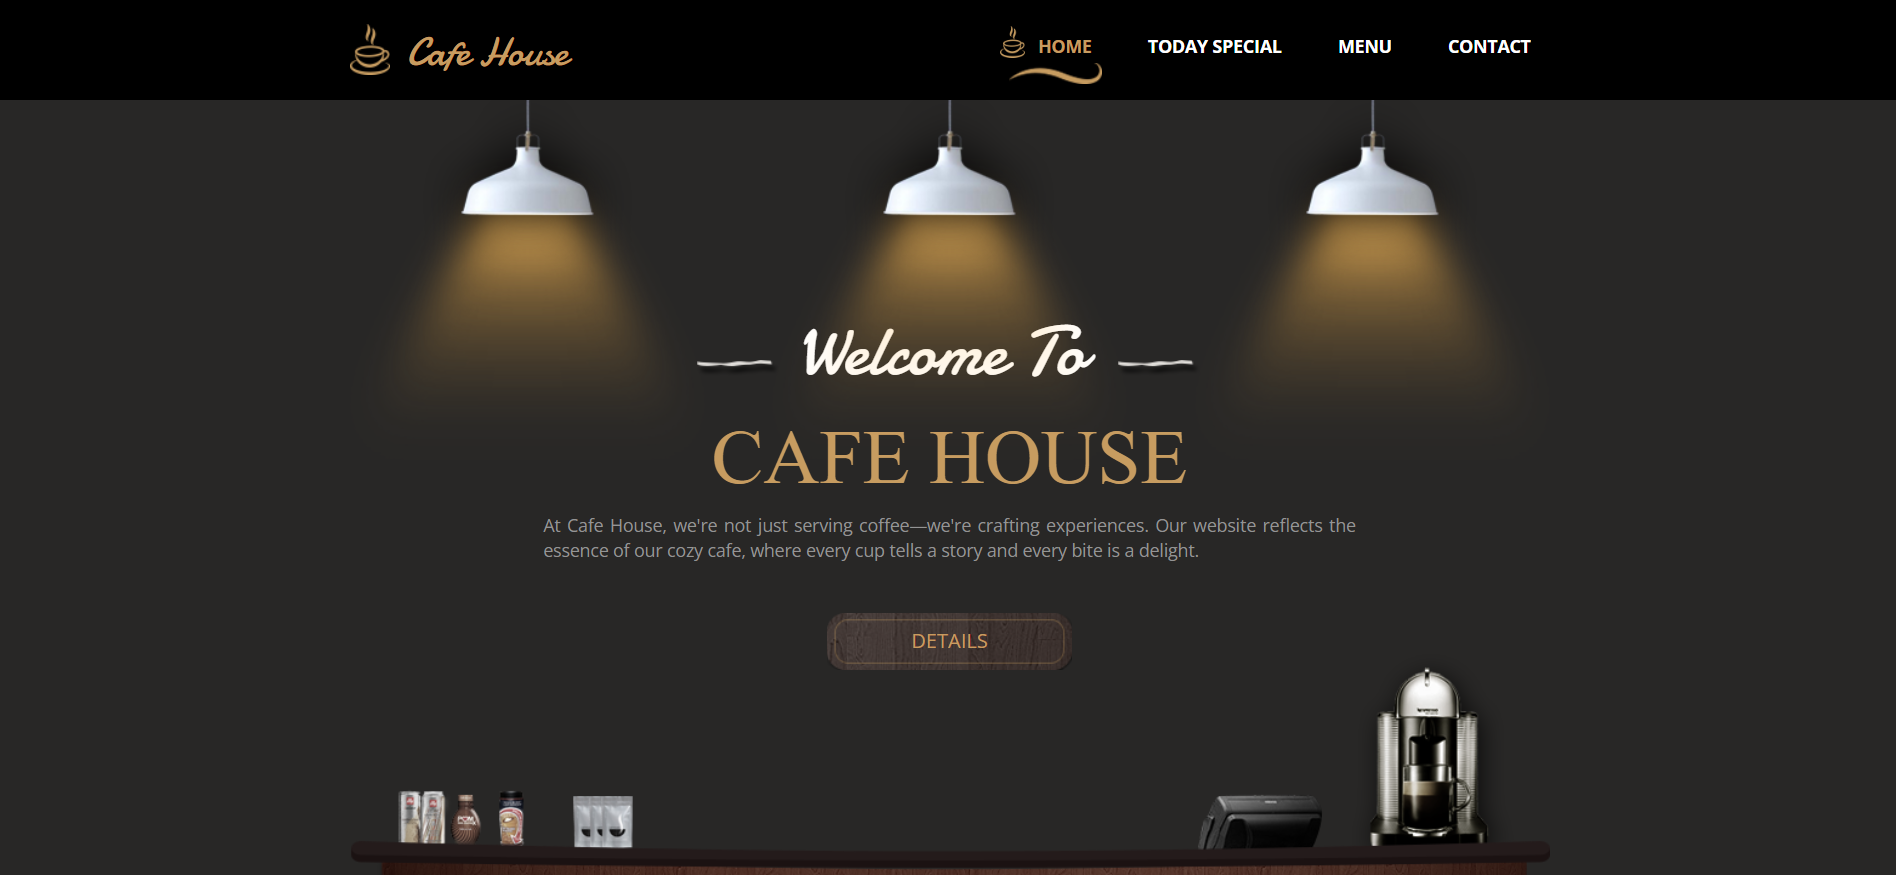 Cafe House
HOME
TODAY SPECIAL
MENU
CONTACT
Welcome To
CAFE HOUSE
At Cafe House, we're not just serving coffee—we're crafting experiences. Our website reflects the
essence of our cozy cafe, where every cup tells a story and every bite is a delight.
DETAILS